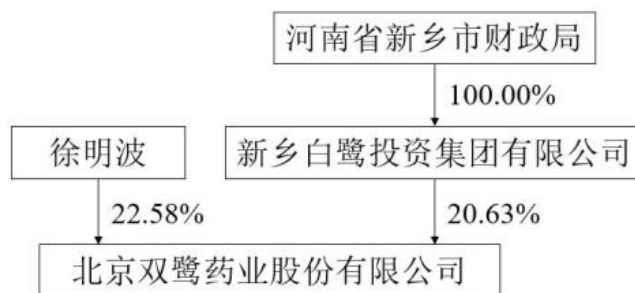 河南省新乡市财政局
100.00%
徐明波
新乡白鹭投资集团有限公司
22.58%
20.63%
北京双鹭药业股份有限公司